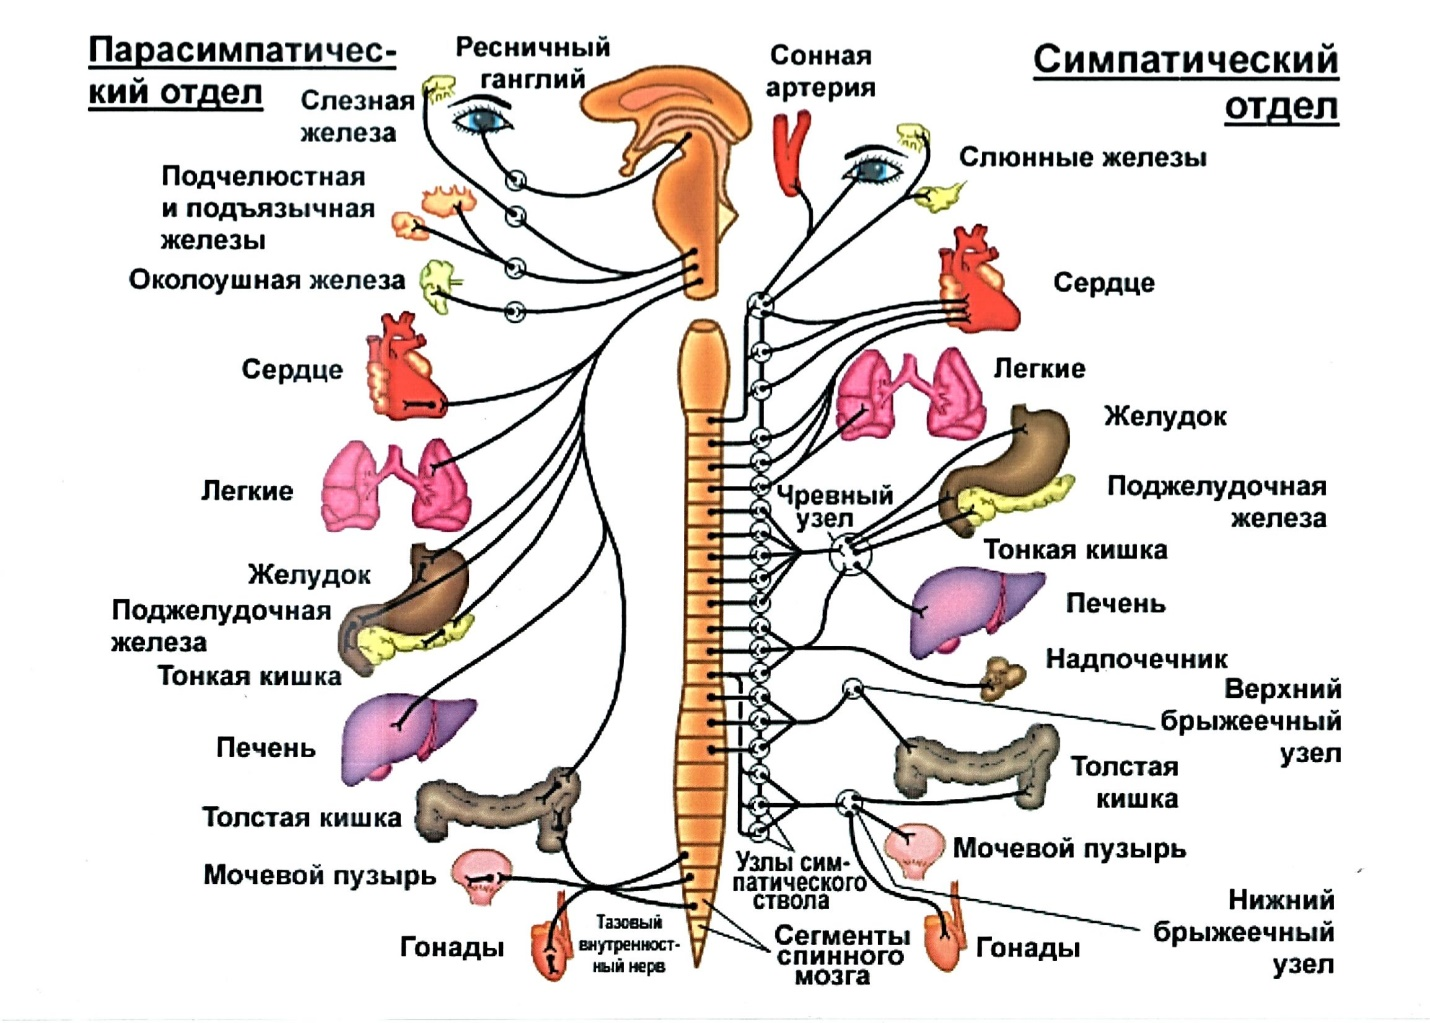 Парасимпатичес-
кий отдел
Ресничный
ганглий
Слезная
железа
Подчелюстная
и подъязычная
железы
Околоушная железа
Сердце
Легкие
Желудок
Поджелудочная
железа
Тонкая кишка
Печень
Толстая кишка
Мочевой пузырь
Гонады
Тазовый
внутренност-
ный нерв
Сонная
артерия
Симпатический
отдел
Слюнные железы
Сердце
Легкие
Желудок
Чревный
узел
Поджелудочная
железа
Тонкая кишка
Печень
Надпочечник
Верхний
брыжеечный
узел
Толстая
кишка
Мочевой пузырь
Узлы сим-
патического
ствола
Нижний
брыжеечный
узел
Гонады
Сегменты
спинного
мозга